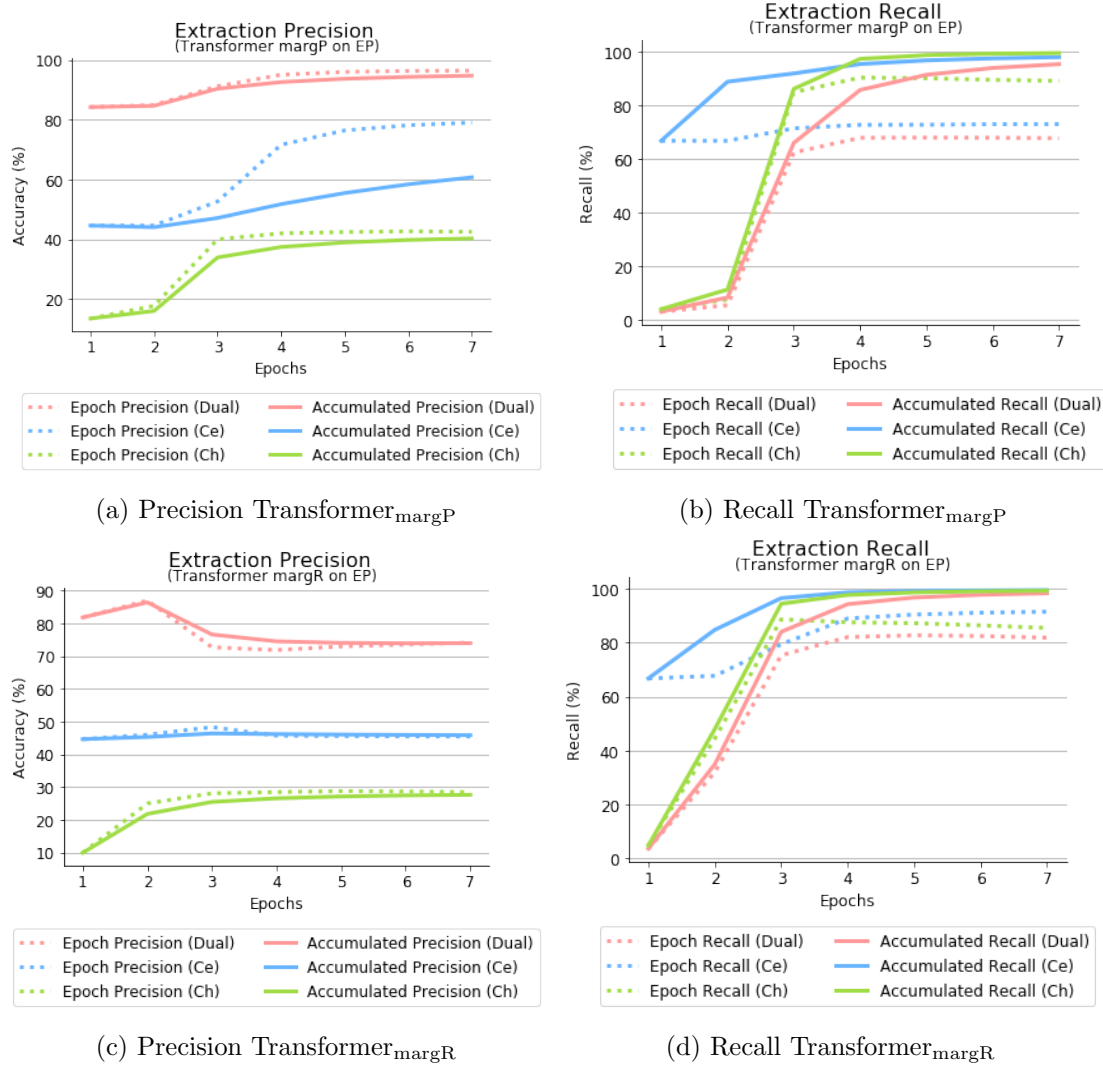 Extraction Precision
(Transformer margP on EP)
100
80
60
40
20
Accuracy (%)
1 2 3 4 5 6 7
Epochs
Epoch Precision (Dual) Accumulated Precision (Dual)
Epoch Precision (Ce) Accumulated Precision (Ce)
Epoch Precision (Ch) Accumulated Precision (Ch)
(a) Precision Transformer margP
Extraction Recall
(Transformer margP on EP)
100
80
60
40
20
0
Recall (%)
1 2 3 4 5 6 7
Epochs
Epoch Recall (Dual) Accumulated Recall (Dual)
Epoch Recall (Ce) Accumulated Recall (Ce)
Epoch Recall (Ch) Accumulated Recall (Ch)
(b) Recall Transformer margP
Extraction Precision
(Transformer margR on EP)
90
80
70
60
50
40
30
20
10
Accuracy (%)
1 2 3 4 5 6 7
Epochs
Epoch Precision (Dual) Accumulated Precision (Dual)
Epoch Precision (Ce) Accumulated Precision (Ce)
Epoch Precision (Ch) Accumulated Precision (Ch)
(c) Precision Transformer margR
Extraction Recall
(Transformer margR on EP)
100
80
60
40
20
0
Recall (%)
1 2 3 4 5 6 7
Epochs
Epoch Recall (Dual) Accumulated Recall (Dual)
Epoch Recall (Ce) Accumulated Recall (Ce)
Epoch Recall (Ch) Accumulated Recall (Ch)
(d) Recall Transformer margR